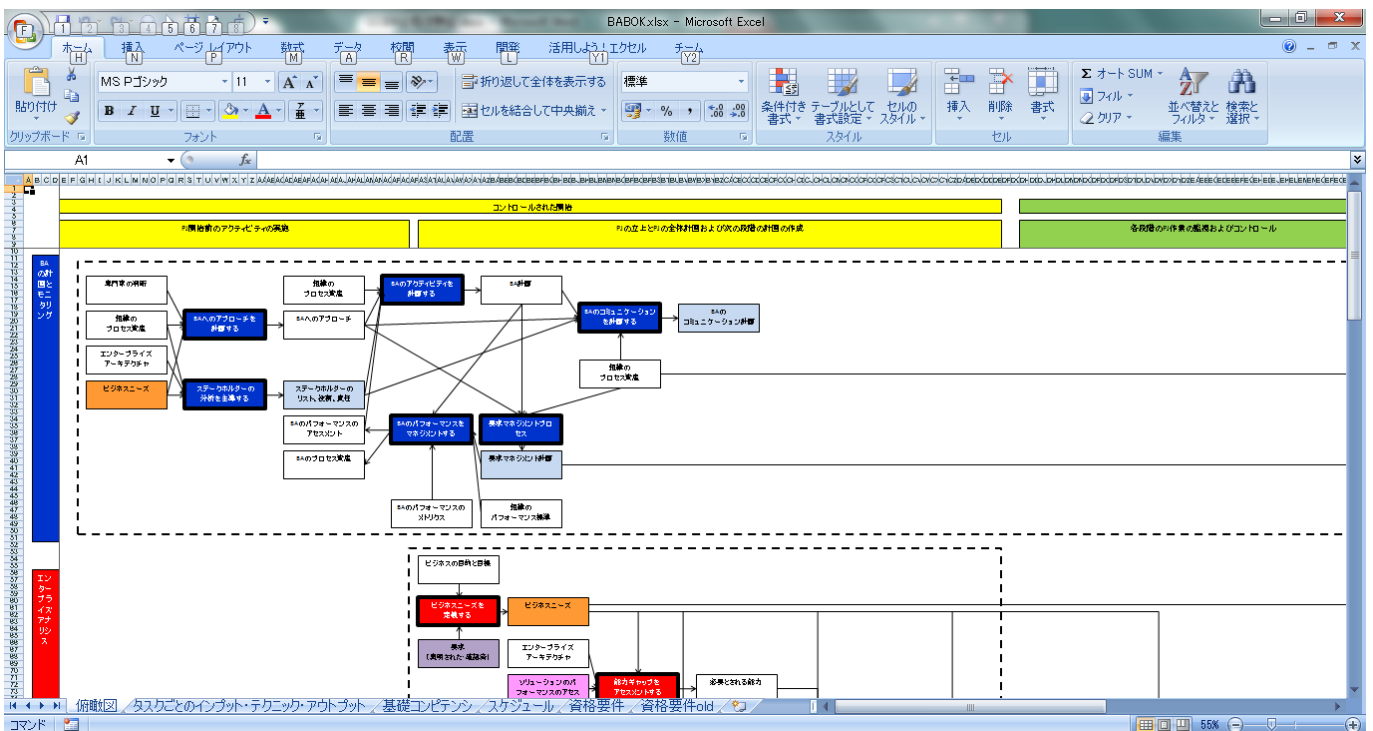 BABOK.xlsx - Microsoft Excel
F
1 2 3 4 5 6 7 8
ホーム 挿入 ページ レイアウト 数式 データ 校閲 表示 開発 活用しよう！エクセル チーム
H N P M A R W L Y1 Y2
貼り付け
MS Pゴシック 11
折り返して全体を表示する
標準
B I U
セルを結合して中央揃え
条件付き書式
テーブルとして書式設定
セルのスタイル
挿入 削除 書式
Σ オート SUM
フィル
クリア
並べ替えとフィルタ
検索と選択
クリップボード フォント 配置 数値 スタイル セル 編集
A1 fx
コントロールされた開始
PJ開始前のアクティビティの実施
PJの立上とPJの全体計画および次の段階の計画の作成
各段階のPJ作業の監視およびコントロール
BAの計画とモニタリング
専門家の判断
組織の
プロセス資産
BAのアクティビティを
計画する
BA計画
組織の
プロセス資産
BAへのアプローチを
計画する
BAへのアプローチ
BAのコミュニケーション
を計画する
BAの
コミュニケーション計画
エンタープライズ
アーキテクチャ
組織の
プロセス資産
ビジネスニーズ
ステークホルダーの
分析を主導する
ステークホルダーの
リスト、役割、責任
BAのパフォーマンスの
アセスメント
BAのパフォーマンスを
マネジメントする
要求マネジメントプロ
セス
BAのプロセス資産
要求マネジメント計画
BAのパフォーマンスの
メトリクス
組織の
パフォーマンス標準
エンタープライズアナリシス
ビジネスの目的と目標
ビジネスニーズを
定義する
ビジネスニーズ
要求
(表明された・確認済)
エンタープライズ
アーキテクチャ
ソリューションのパ
フォーマンスのアセス
能力ギャップを
アセスメントする
必要とされる能力
俯瞰図 タスクごとのインプット・テクニック・アウトプット 基礎コンピテンシ スケジュール 資格要件 資格要件old
コマンド
55%